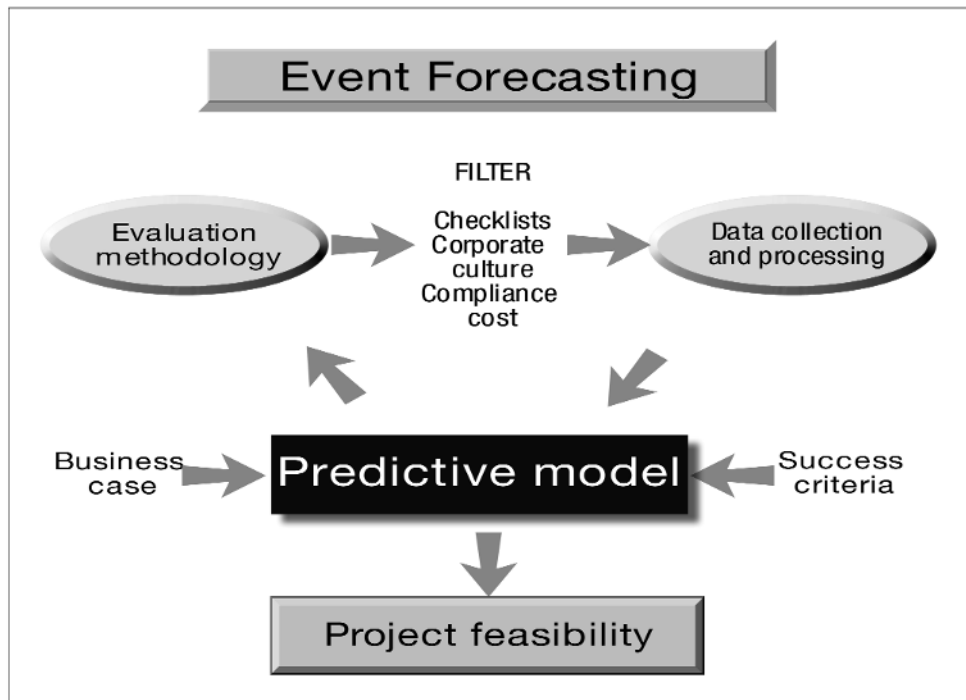 Event Forecasting
FILTER
Evaluation
methodology
Checklists
Corporate
culture
Compliance
cost
Data collection
and processing
Business
case
Predictive model
Success
criteria
Project feasibility